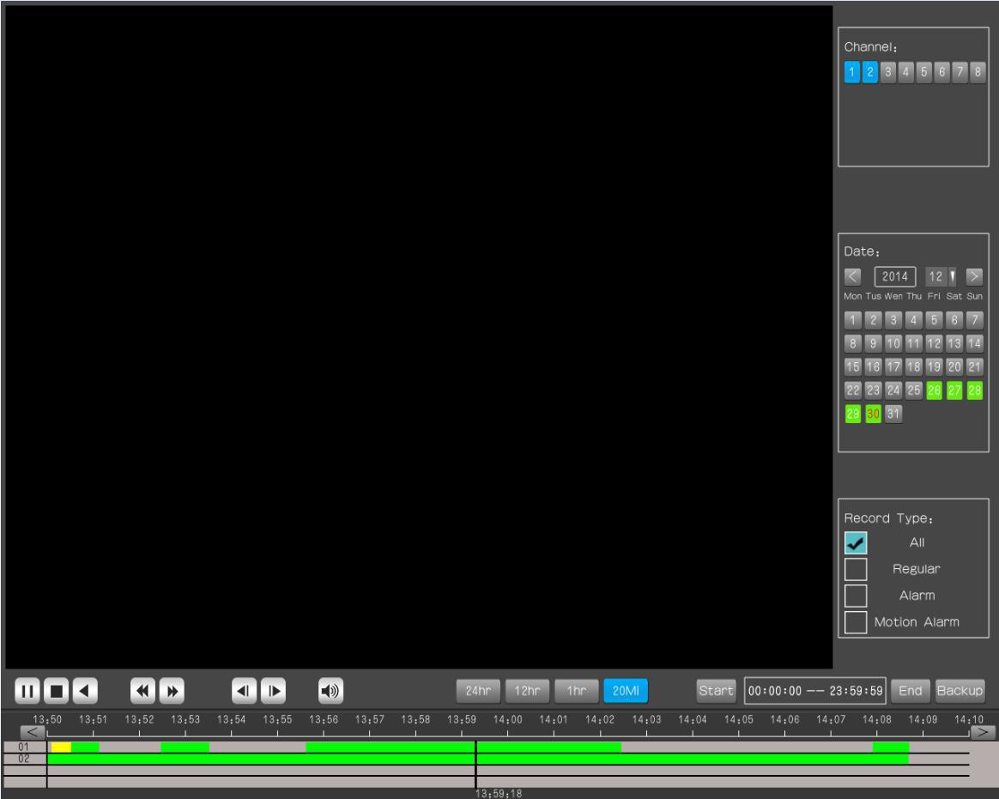 Channel:
1 2 3 4 5 6 7 8
Date:
< 2014 12 >
Mon Tus Wen Thu Fri Sat Sun
1 2 3 4 5 6 7
8 9 10 11 12 13 14
15 16 17 18 19 20 21
22 23 24 25 26 27 28
29 30 31
Record Type:
All
Regular
Alarm
Motion Alarm
24hr 12hr 1hr 20Mi Start 00:00:00 -- 23:59:59 End Backup
13:50 13:51 13:52 13:53 13:54 13:55 13:56 13:57 13:58 13:59 14:00 14:01 14:02 14:03 14:04 14:05 14:06 14:07 14:08 14:09 14:10
< >
01
02
13:59:18